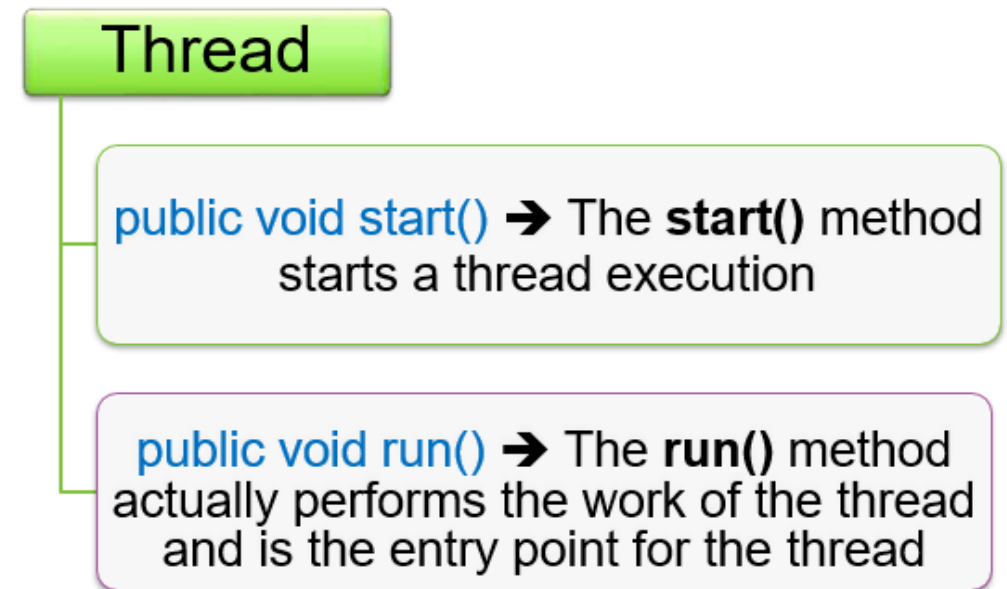 Thread
public void start() 🡺 The start() method
starts a thread execution
public void run() 🡺 The run() method
actually performs the work of the thread
and is the entry point for the thread